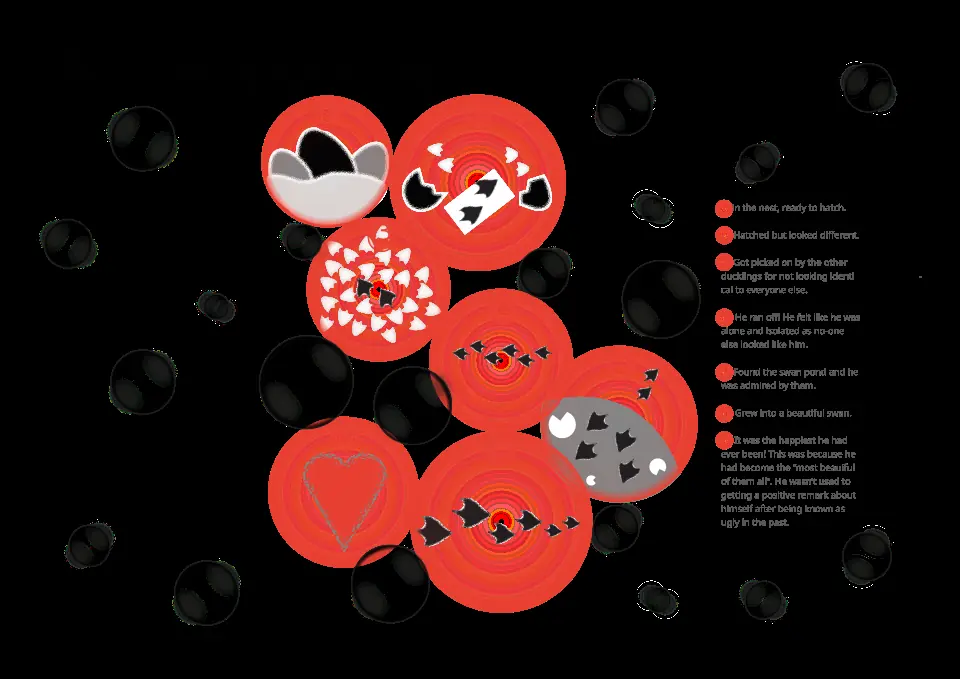 In the nest, ready to hatch.
Hatched but looked different.
Got picked on by the other
ducklings for not looking identi
cal to everyone else.
He ran off! He felt like he was
alone and isolated as no-one
else looked like him.
Found the swan pond and he
was admired by them.
Grew into a beautiful swan.
It was the happiest he had
ever been! This was because he
had become the "most beauiful
of them all". He wasn't used to
getting a positive remark about
himself after being known as
ugly in the past.